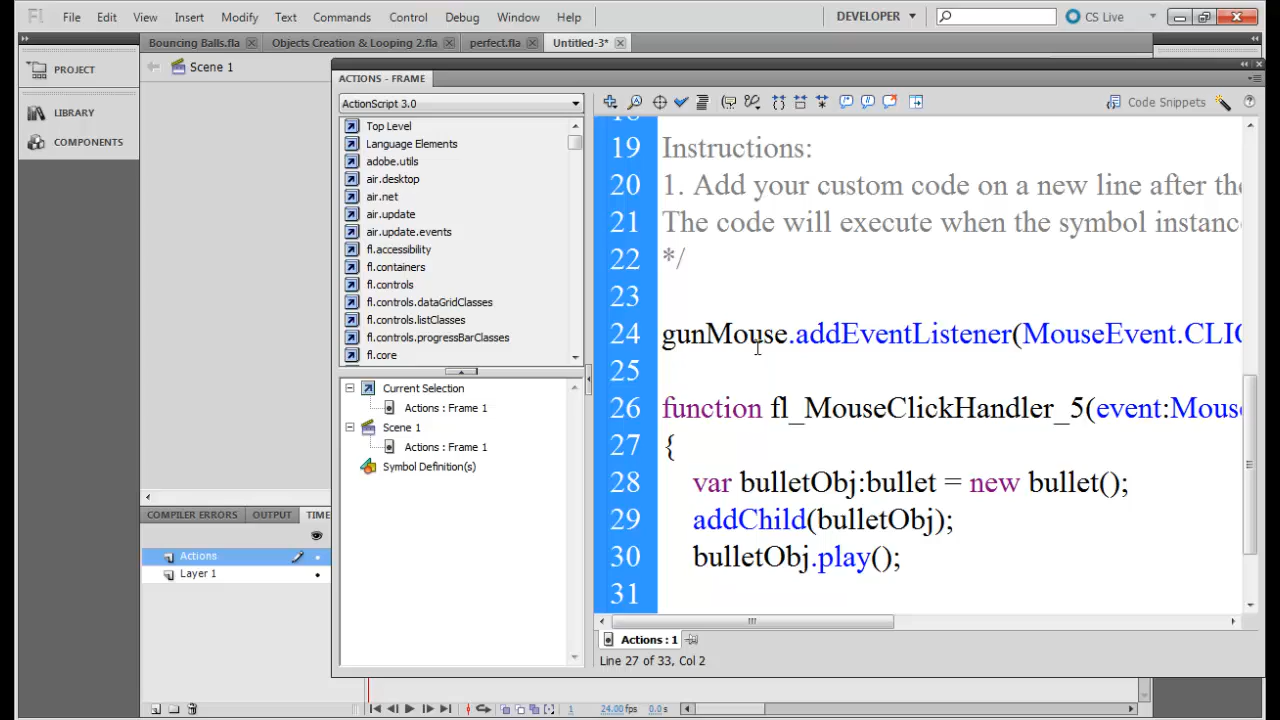 Fl File Edit View Insert Modify Text Commands Control Debug Window Help DEVELOPER CS Live
Bouncing Balls.fla Objects Creation & Looping 2.fla perfect.fla Untitled-3*
PROJECT
LIBRARY
COMPONENTS
Scene 1
ACTIONS - FRAME
ActionScript 3.0
Top Level
Language Elements
adobe.utils
air.desktop
air.net
air.update
air.update.events
fl.accessibility
fl.containers
fl.controls
fl.controls.dataGridClasses
fl.controls.listClasses
fl.controls.progressBarClasses
fl.core
Current Selection
Actions : Frame 1
Scene 1
Actions : Frame 1
Symbol Definition(s)
Code Snippets
19 Instructions:
20 1. Add your custom code on a new line after the
21 The code will execute when the symbol instanc
22 */
23
24 gunMouse.addEventListener(MouseEvent.CLIC
25
26 function fl_MouseClickHandler_5(event:Mouse
27 {
28 var bulletObj:bullet = new bullet();
29 addChild(bulletObj);
30 bulletObj.play();
31
Actions : 1
Line 27 of 33, Col 2
COMPILER ERRORS OUTPUT TIME
Actions
Layer 1
1 24.00 fps 0.0 s